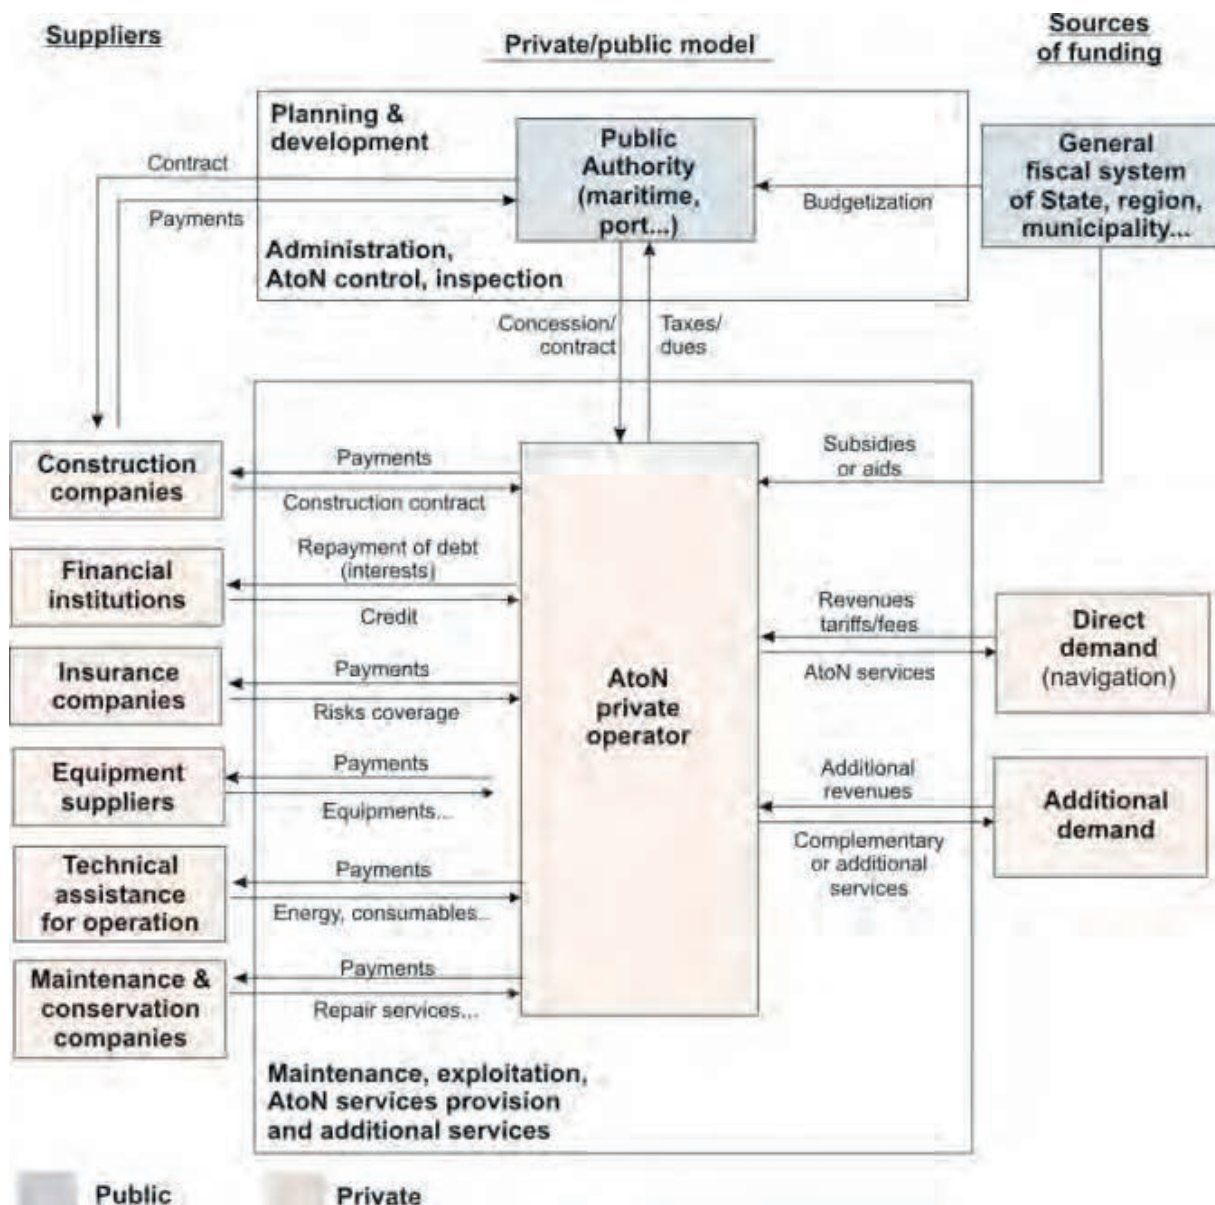 Suppliers
Private/public model
Sources
of funding
Planning &
development
Public
Authority
(maritime,
port...)
General
fiscal system
of State, region,
municipality...
Contract
Payments
Budgetization
Administration,
AtoN control, inspection
Concession/
contract
Taxes/
dues
Construction
companies
Payments
Construction contract
Subsidies
or aids
Financial
institutions
Repayment of debt
(interests)
Credit
Revenues
tariffs/fees
AtoN services
Direct
demand
(navigation)
Insurance
companies
Payments
Risks coverage
AtoN
private
operator
Equipment
suppliers
Payments
Equipments...
Additional
revenues
Complementary
or additional
services
Additional
demand
Technical
assistance
for operation
Payments
Energy, consumables..
Maintenance &
conservation
companies
Payments
Repair services...
Maintenance, exploitation,
AtoN services provision
and additional services
Public
Private